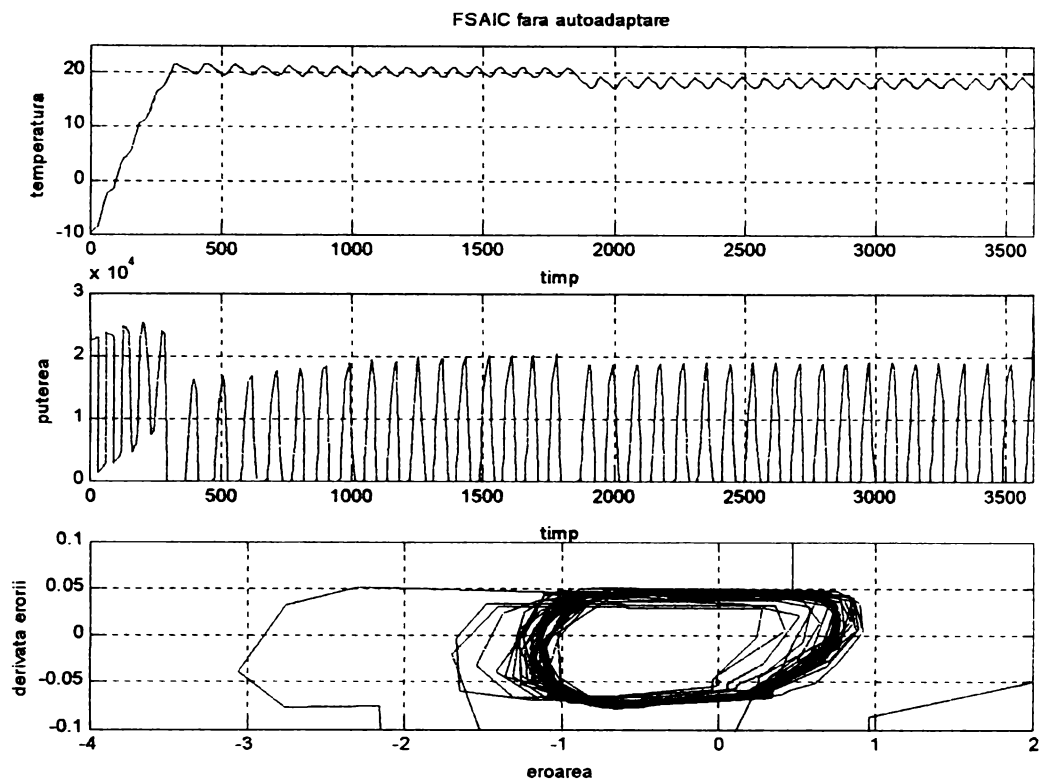 FSAIC fara autoadaptare
20
10
0
-10
temperatura
0 500 1000 1500 2000 2500 3000 3500
timp
x 10^4
3
2
1
0
puterea
0 500 1000 1500 2000 2500 3000 3500
timp
0.1
0.05
0
-0.05
-0.1
derivata erorii
-4 -3 -2 -1 0 1 2
eroarea